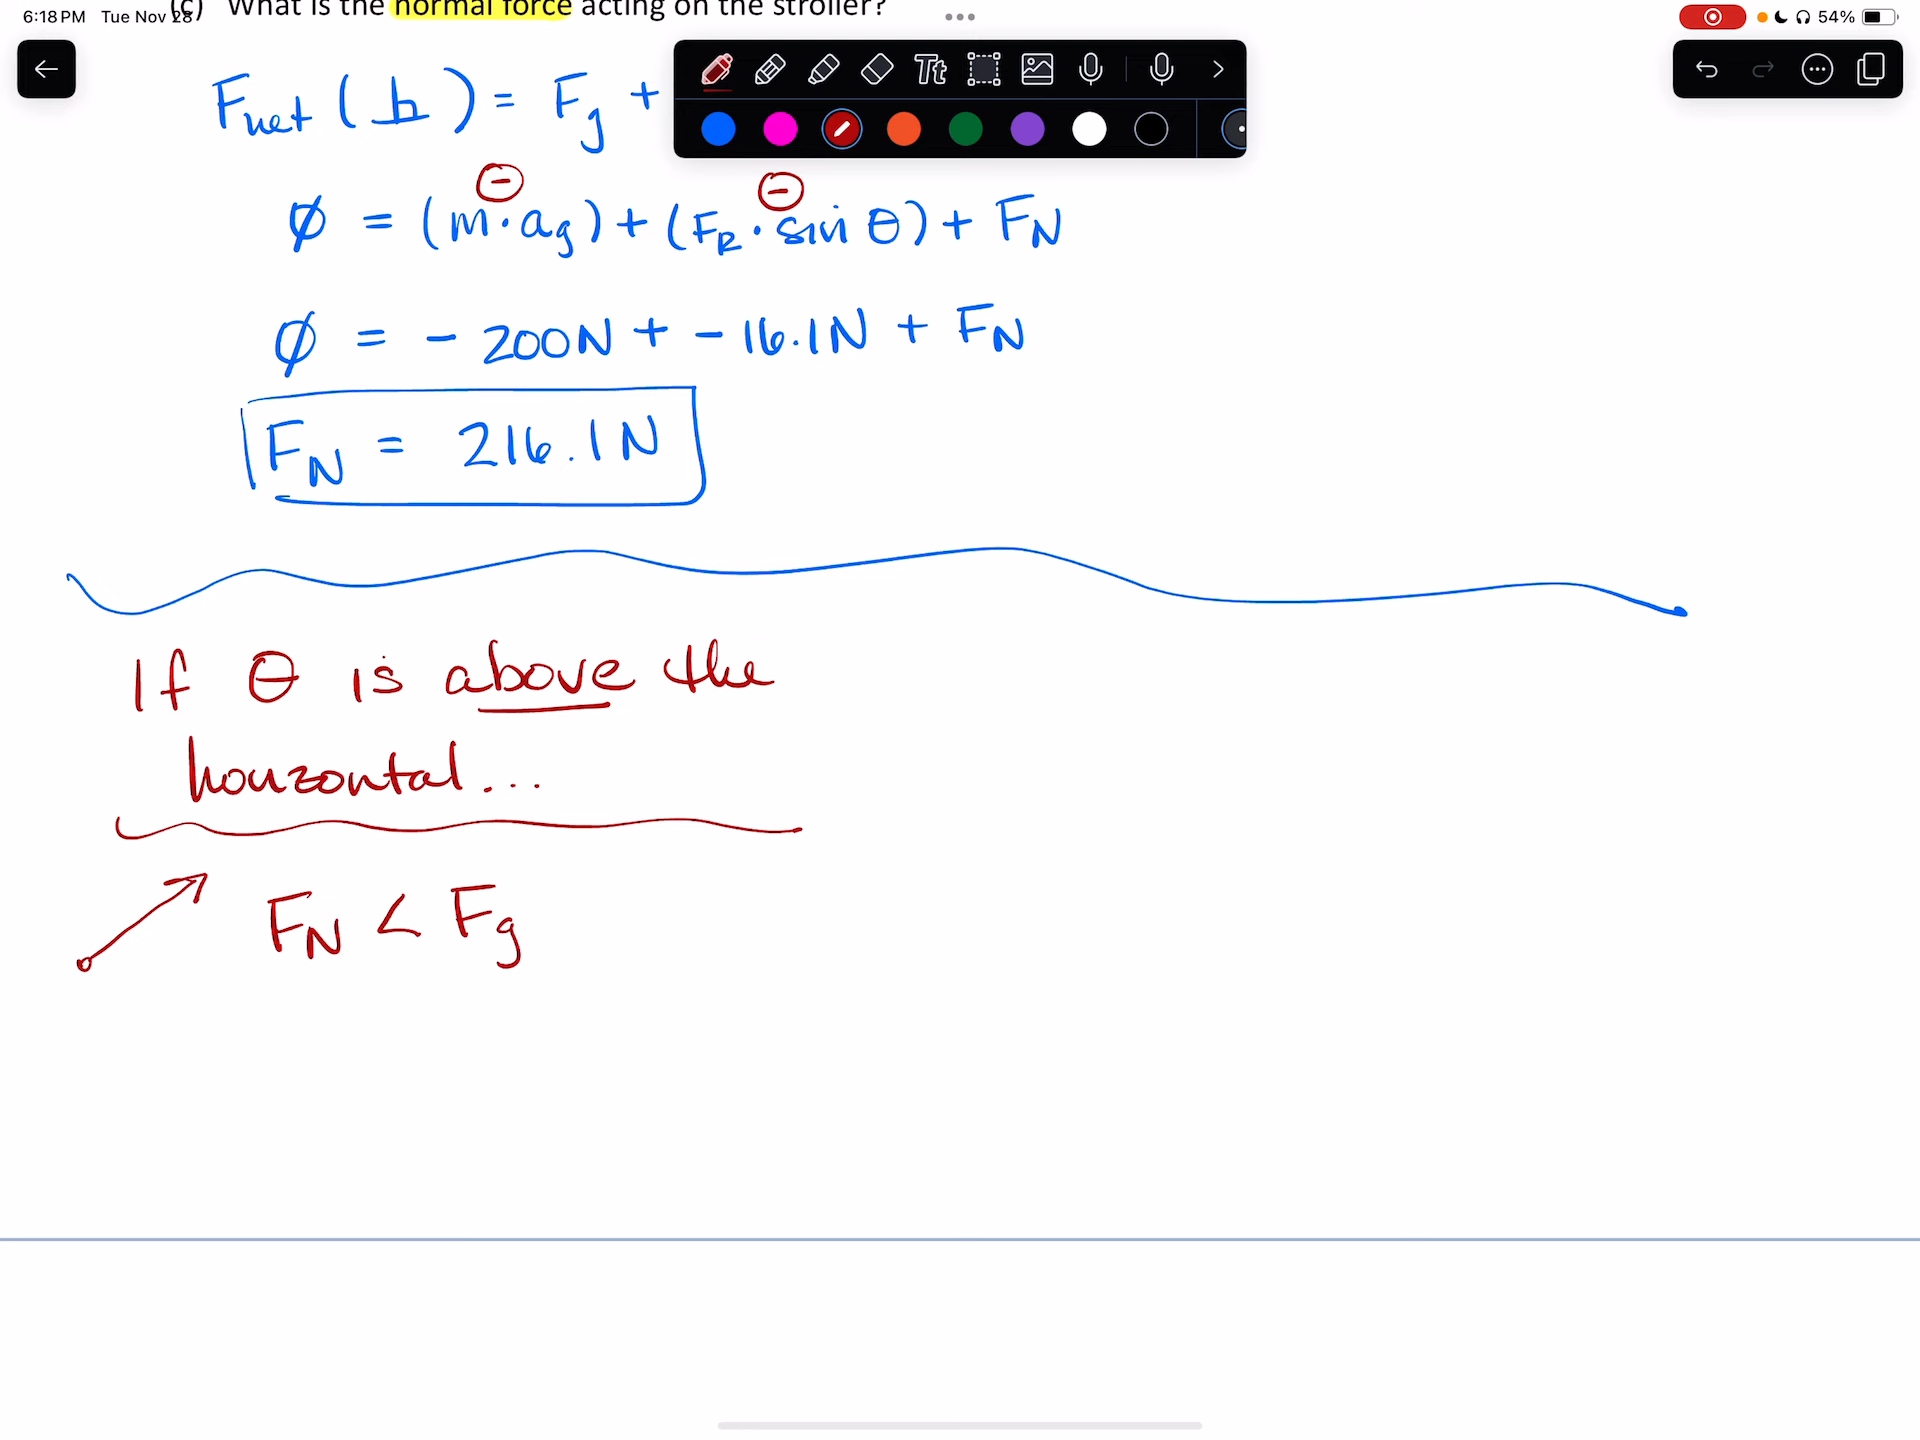 6:18 PM Tue Nov 28
54%
(c) What is the normal force acting on the stroller?
Tt
Fnet (h) = Fg +
⊖ ⊖
∅ = (m·ag) + (FR·sin θ) + FN
∅ = - 200N + - 16.1N + FN
FN = 216.1N
If θ is above the
horizontal...
FN < Fg